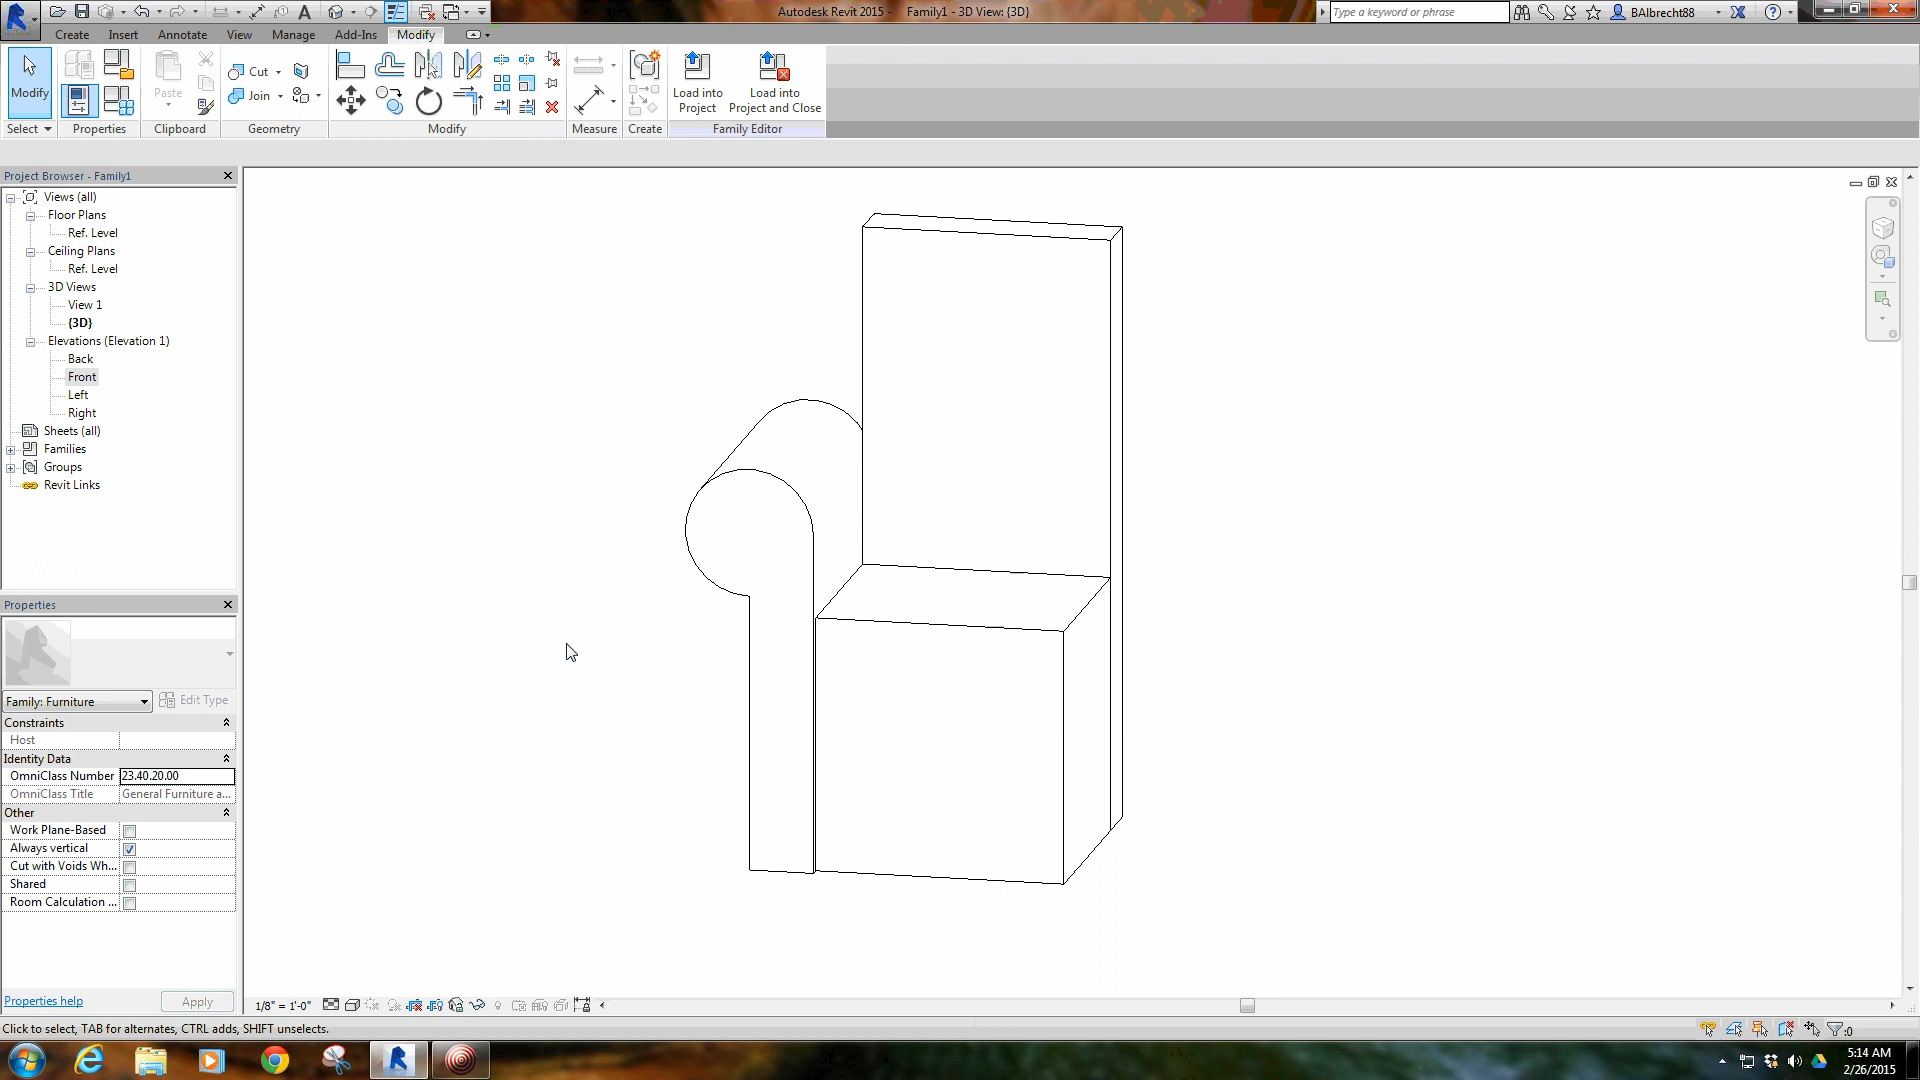 Autodesk Revit 2015 -    Family1 - 3D View: {3D}
Type a keyword or phrase
BAlbrecht88
Create Insert Annotate View Manage Add-Ins Modify
Modify
Paste
Cut
Join
Load into Project
Load into Project and Close
Select Properties Clipboard Geometry Modify Measure Create Family Editor
Project Browser - Family1
Views (all)
Floor Plans
Ref. Level
Ceiling Plans
Ref. Level
3D Views
View 1
{3D}
Elevations (Elevation 1)
Back
Front
Left
Right
Sheets (all)
Families
Groups
Revit Links
Properties
Family: Furniture
Edit Type
Constraints
Host
Identity Data
OmniClass Number 23.40.20.00
OmniClass Title General Furniture a...
Other
Work Plane-Based
Always vertical
Cut with Voids Wh...
Shared
Room Calculation ...
Properties help
Apply
1/8" = 1'-0"
Click to select, TAB for alternates, CTRL adds, SHIFT unselects.
:0
5:14 AM
2/26/2015